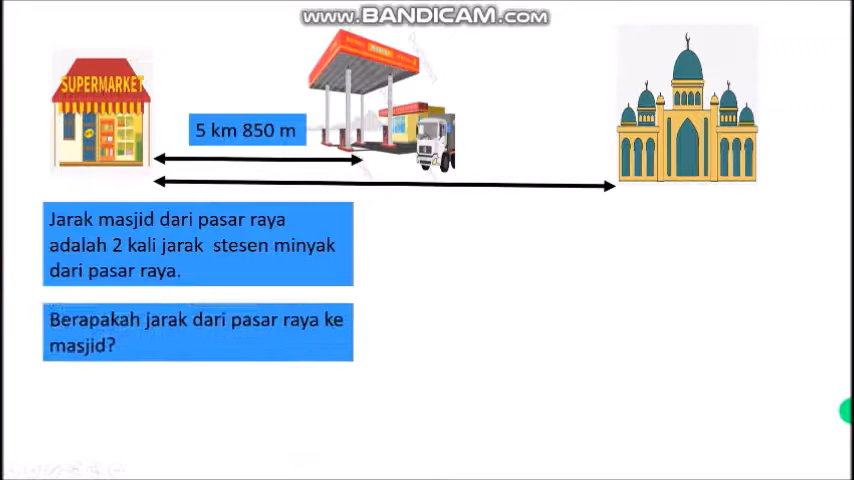 www.BANDICAM.com
SUPERMARKET
5 km 850 m
Jarak masjid dari pasar raya
adalah 2 kali jarak stesen minyak
dari pasar raya.
Berapakah jarak dari pasar raya ke
masjid?